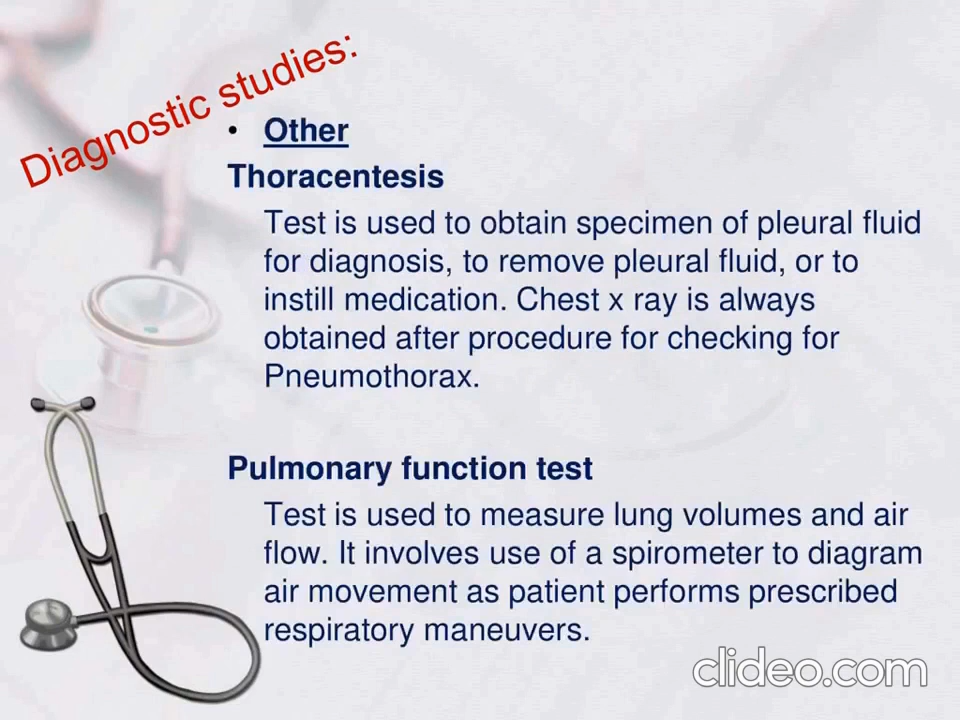 Diagnostic studies:
• Other
Thoracentesis
Test is used to obtain specimen of pleural fluid
for diagnosis, to remove pleural fluid, or to
instill medication. Chest x ray is always
obtained after procedure for checking for
Pneumothorax.
Pulmonary function test
Test is used to measure lung volumes and air
flow. It involves use of a spirometer to diagram
air movement as patient performs prescribed
respiratory maneuvers.
clideo.com